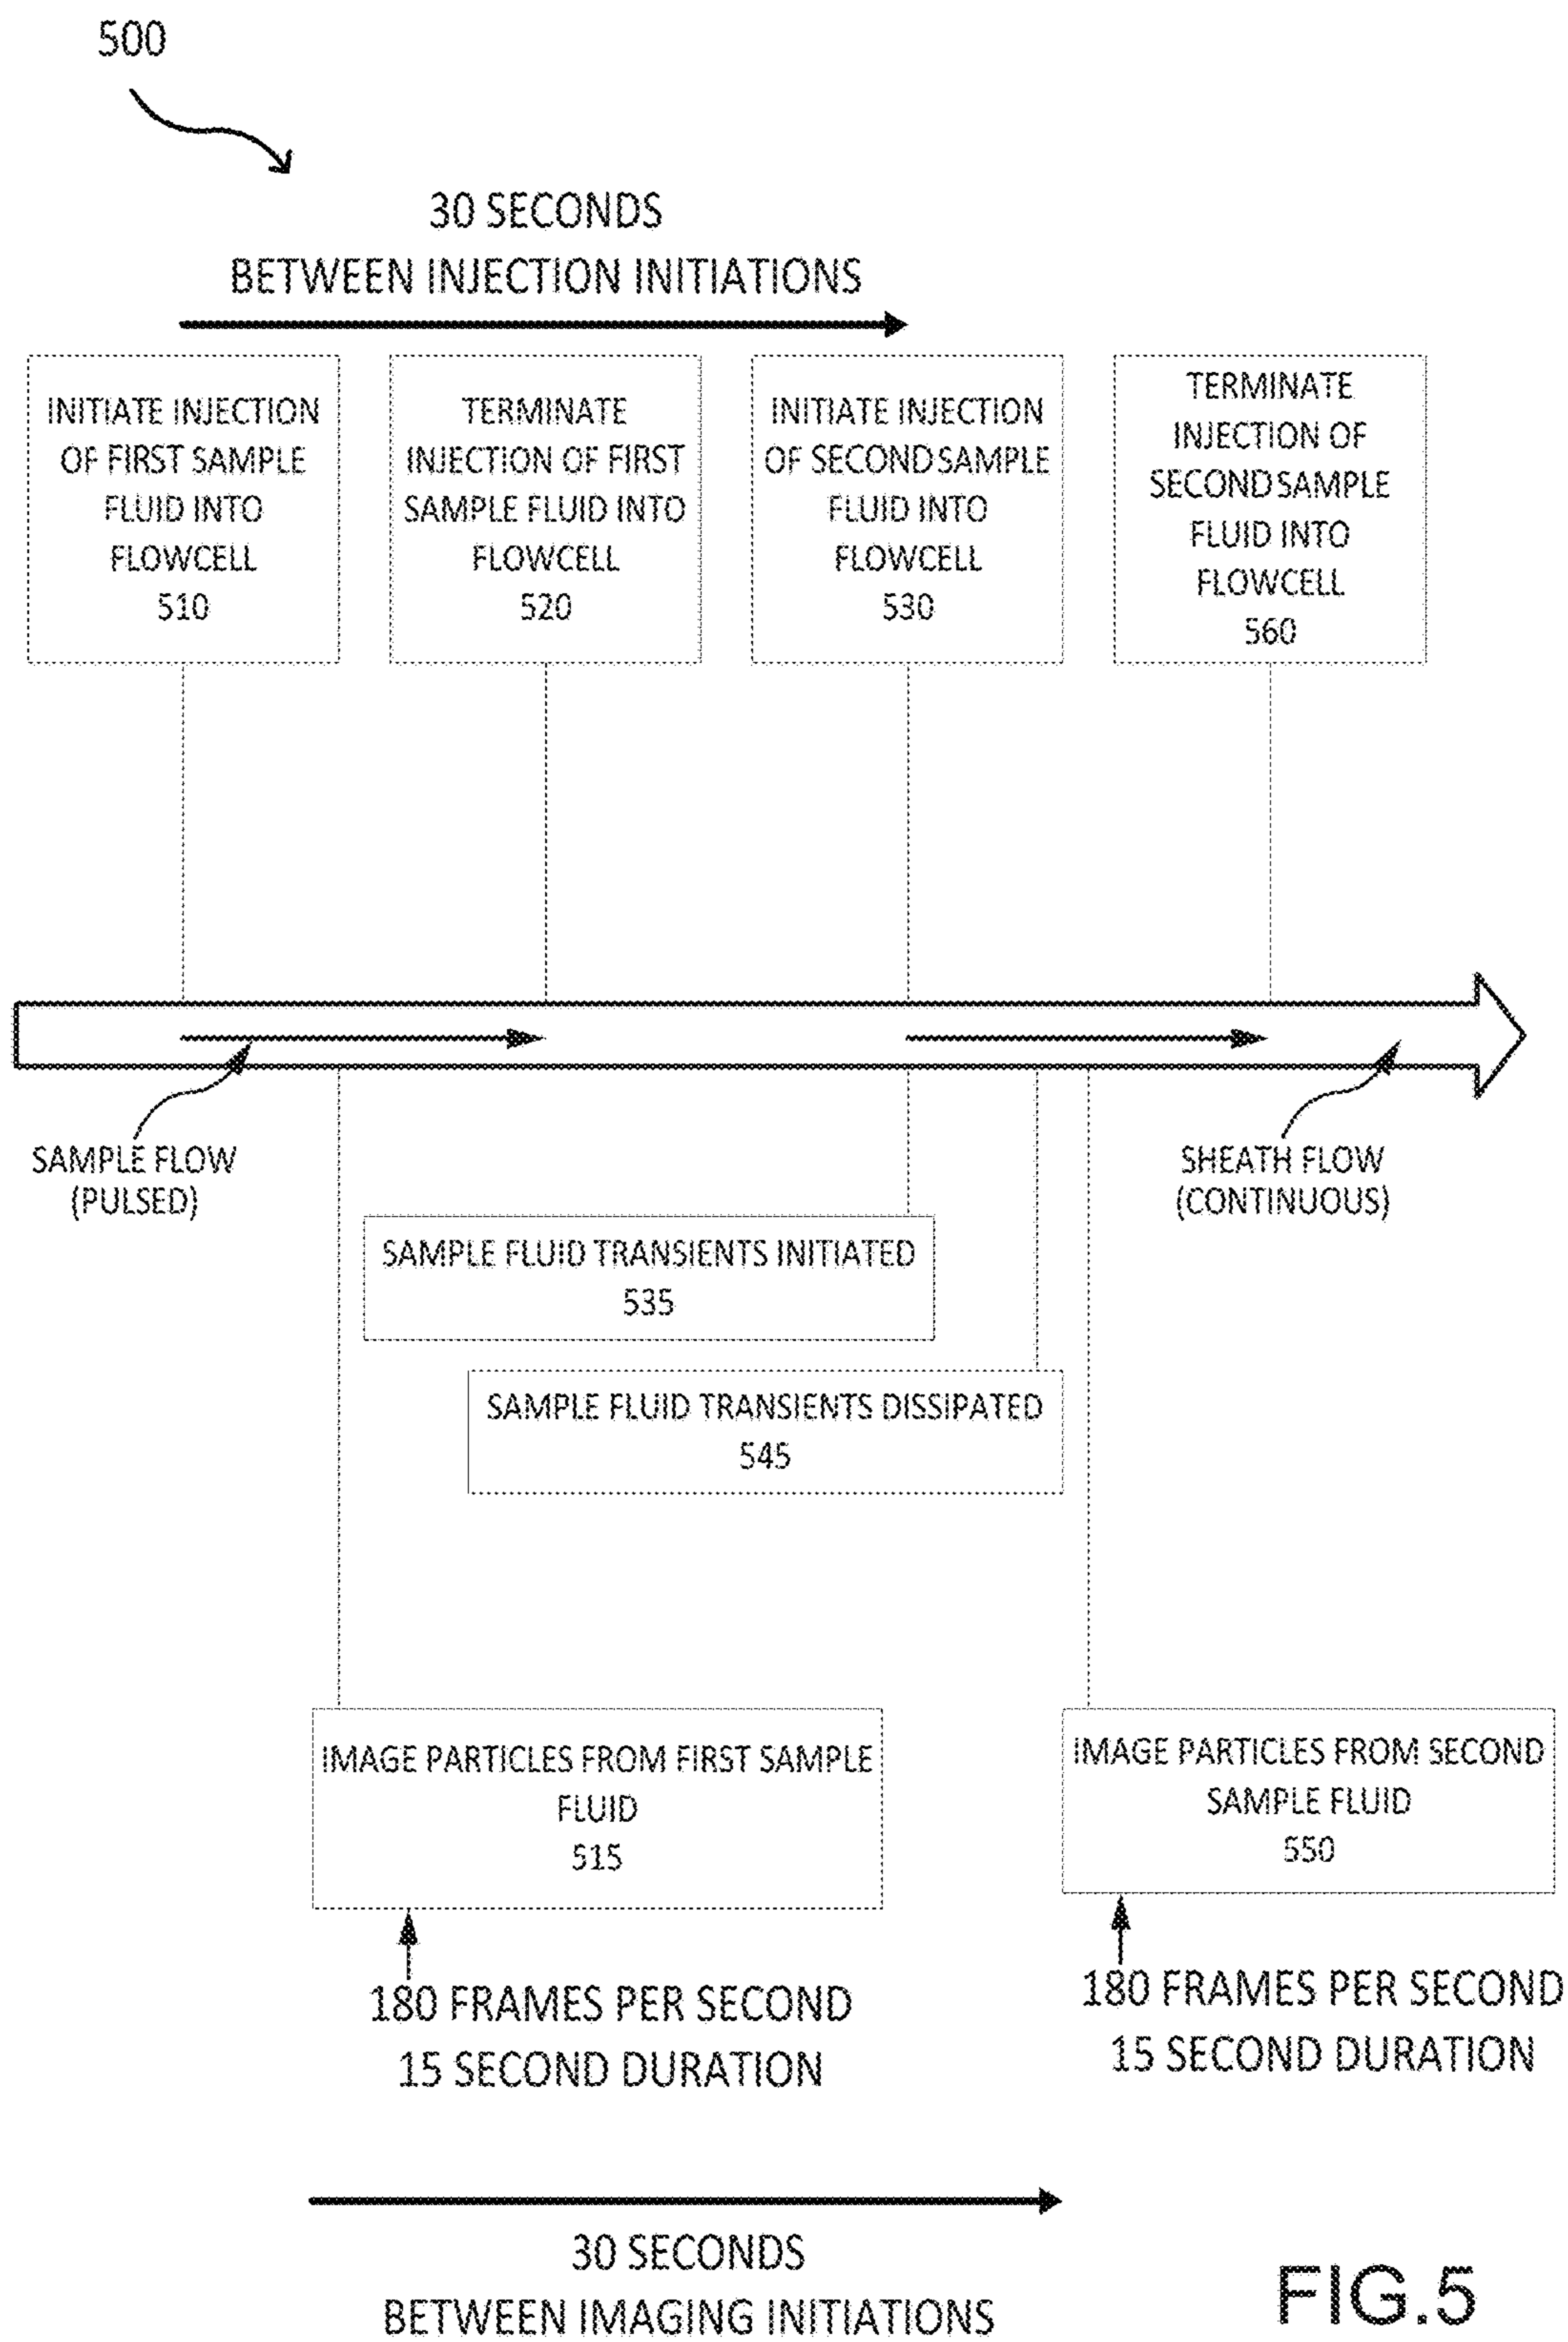 500
30 SECONDS
BETWEEN INJECTION INITIATIONS
INITIATE INJECTION
OF FIRST SAMPLE
FLUID INTO
FLOWCELL
510
TERMINATE
INJECTION OF FIRST
SAMPLE FLUID INTO
FLOWCELL
520
INITIATE INJECTION
OF SECOND SAMPLE
FLUID INTO
FLOWCELL
530
TERMINATE
INJECTION OF
SECOND SAMPLE
FLUID INTO
FLOWCELL
560
SAMPLE FLOW
(PULSED)
SHEATH FLOW
(CONTINUOUS)
SAMPLE FLUID TRANSIENTS INITIATED
535
SAMPLE FLUID TRANSIENTS DISSIPATED
545
IMAGE PARTICLES FROM FIRST SAMPLE
FLUID
515
IMAGE PARTICLES FROM SECOND
SAMPLE FLUID
550
180 FRAMES PER SECOND
15 SECOND DURATION
180 FRAMES PER SECOND
15 SECOND DURATION
30 SECONDS
BETWEEN IMAGING INITIATIONS
FIG.5